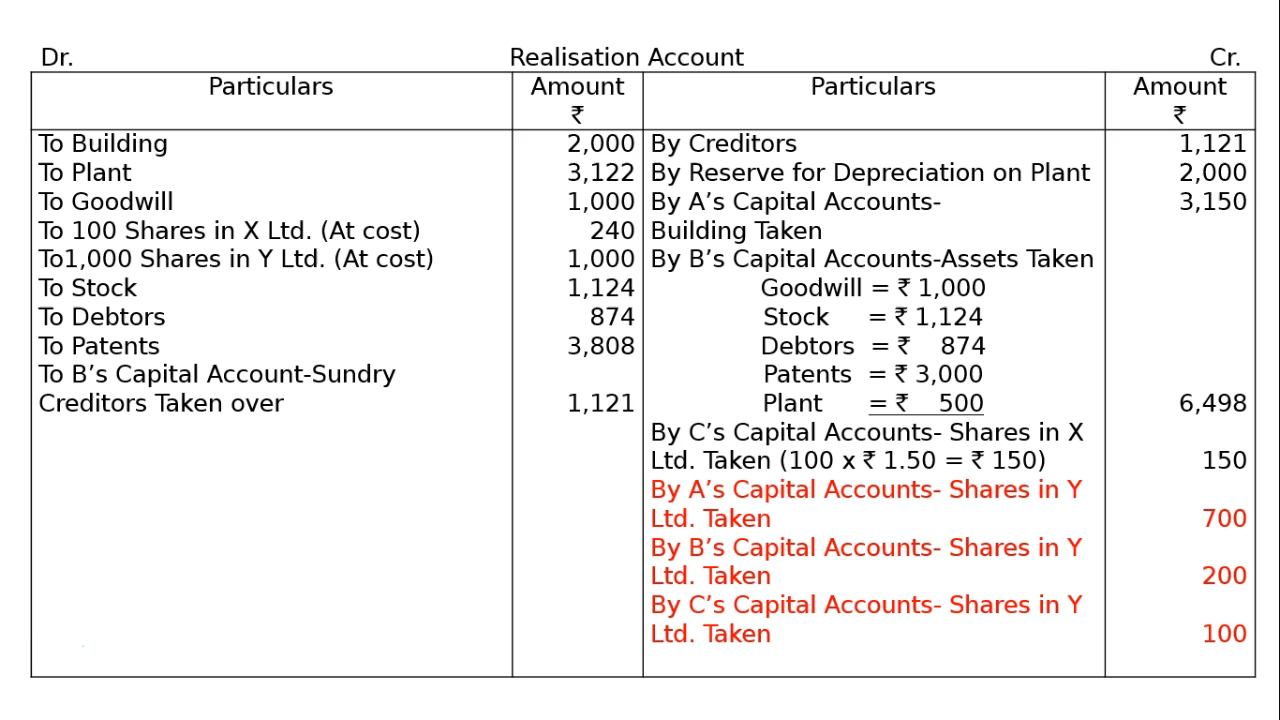 Dr. Realisation Account Cr.
Particulars Amount Particulars Amount
₹ ₹
To Building 2,000 By Creditors 1,121
To Plant 3,122 By Reserve for Depreciation on Plant 2,000
To Goodwill 1,000 By A’s Capital Accounts- 3,150
To 100 Shares in X Ltd. (At cost) 240 Building Taken
To1,000 Shares in Y Ltd. (At cost) 1,000 By B’s Capital Accounts-Assets Taken
To Stock 1,124 Goodwill = ₹ 1,000
To Debtors 874 Stock = ₹ 1,124
To Patents 3,808 Debtors = ₹ 874
To B’s Capital Account-Sundry Patents = ₹ 3,000
Creditors Taken over 1,121 Plant = ₹ 500 6,498
By C’s Capital Accounts- Shares in X
Ltd. Taken (100 x ₹ 1.50 = ₹ 150) 150
By A’s Capital Accounts- Shares in Y
Ltd. Taken 700
By B’s Capital Accounts- Shares in Y
Ltd. Taken 200
By C’s Capital Accounts- Shares in Y
Ltd. Taken 100